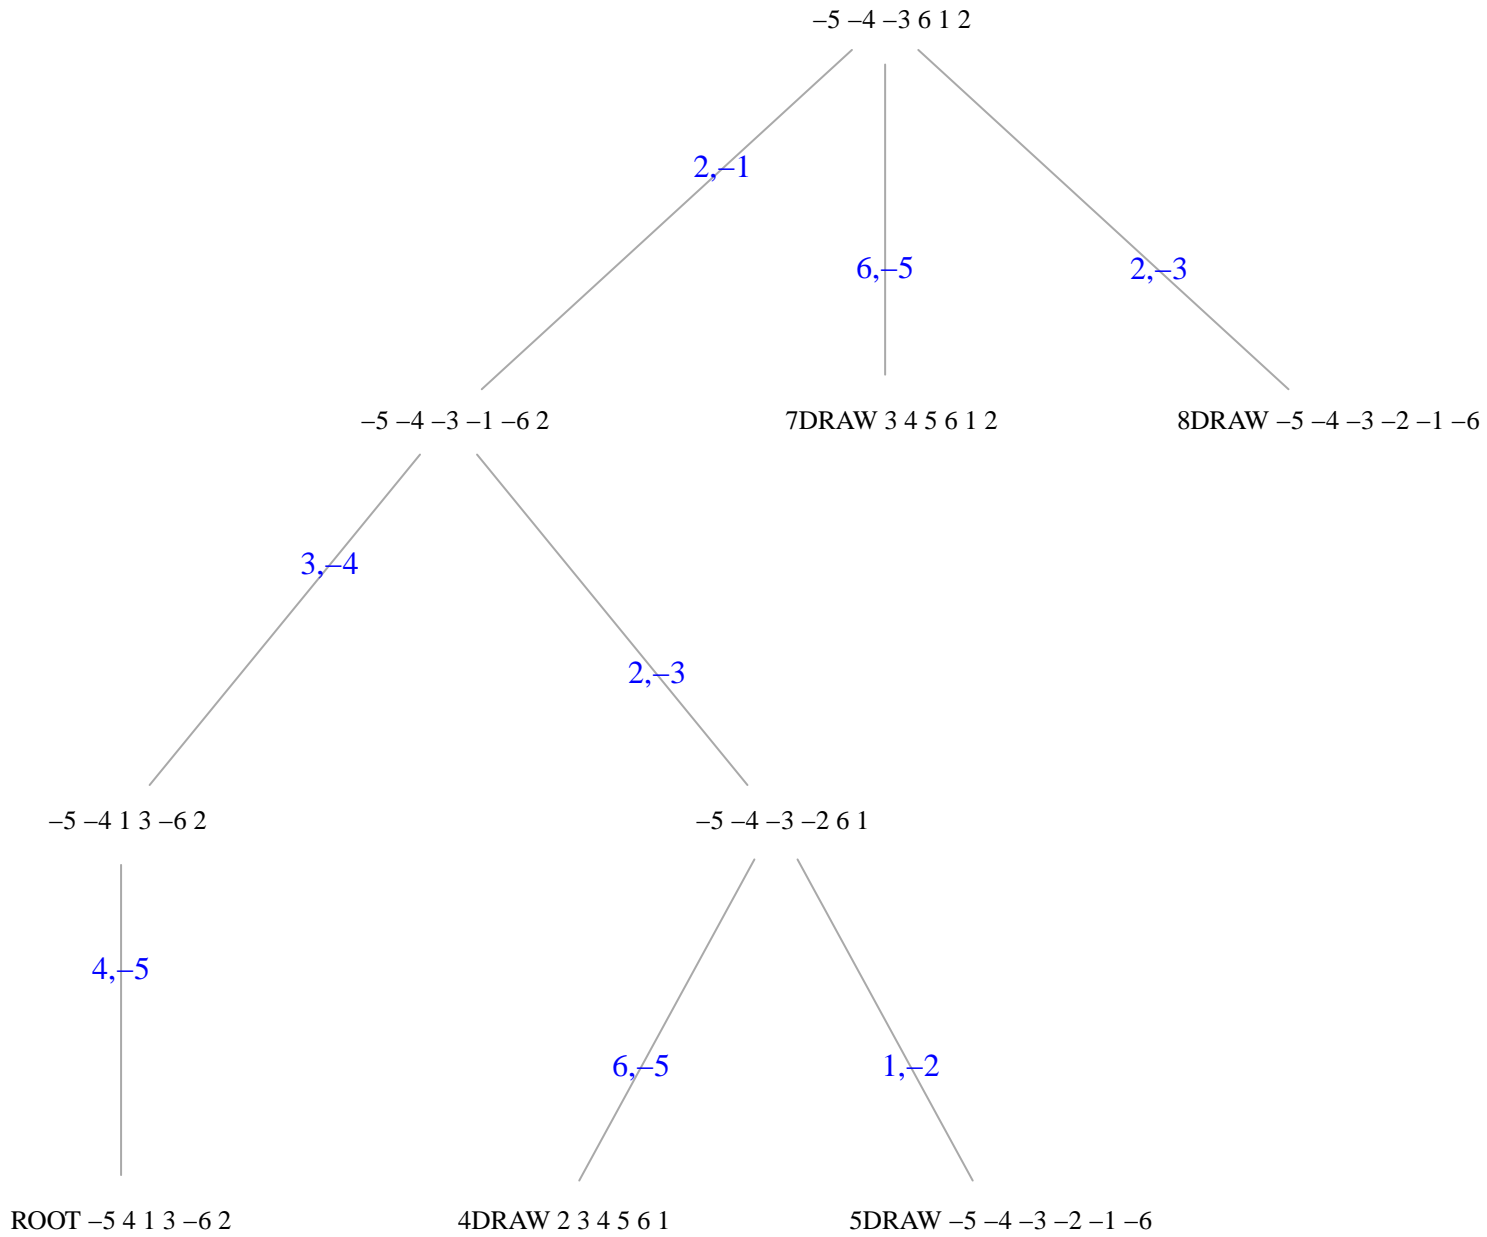 –5 –4 –3 6 1 2
2,–1
6,–5
2,–3
–5 –4 –3 –1 –6 2
7DRAW 3 4 5 6 1 2
8DRAW –5 –4 –3 –2 –1 –6
3,–4
2,–3
–5 –4 1 3 –6 2
–5 –4 –3 –2 6 1
4,–5
6,–5
1,–2
ROOT –5 4 1 3 –6 2
4DRAW 2 3 4 5 6 1
5DRAW –5 –4 –3 –2 –1 –6